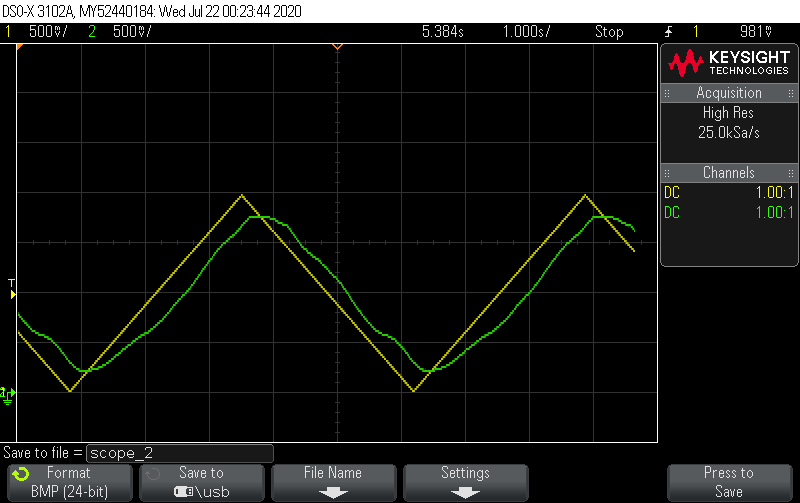 DSO-X 3102A, MY52440184: Wed Jul 22 00:23:44 2020
1 500mV/ 2 500mV/ 5.384s 1.000s/ Stop 1 981mV
KEYSIGHT
TECHNOLOGIES
Acquisition
High Res
25.0kSa/s
Channels
DC 1.00:1
DC 1.00:1
T
Save to file = scope_2
Format
BMP (24-bit)
Save to
\usb
File Name
Settings
Press to
Save